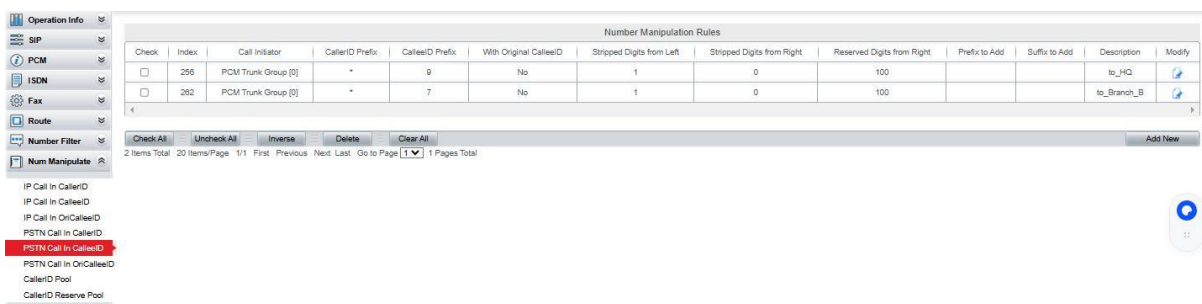 Operation Info
SIP
PCM
ISDN
Fax
Route
Number Filter
Num Manipulate
IP Call In CallerID
IP Call In CalleeID
IP Call In OriCalleeID
PSTN Call In CallerID
PSTN Call In CalleeID
PSTN Call In OriCalleeID
CallerID Pool
CallerID Reserve Pool
Number Manipulation Rules
Check Index Call Initiator CallerID Prefix CalleeID Prefix With Original CalleeID Stripped Digits from Left Stripped Digits from Right Reserved Digits from Right Prefix to Add Suffix to Add Description Modify
256 PCM Trunk Group [0] * 9 No 1 0 100 to_HQ
262 PCM Trunk Group [0] * 7 No 1 0 100 to_Branch_B
Check All Uncheck All Inverse Delete Clear All Add New
2 Items Total 20 Items/Page 1/1 First Previous Next Last Go to Page 1 1 Pages Total